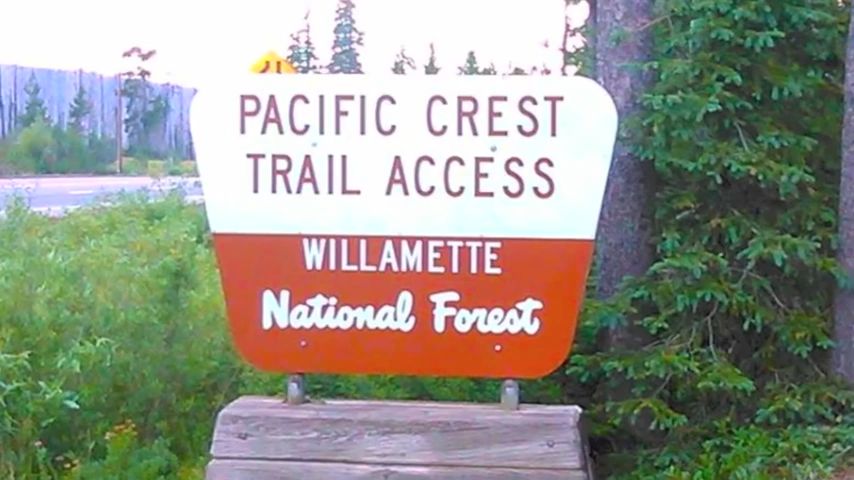 PACIFIC CREST
TRAIL ACCESS
WILLAMETTE
National Forest